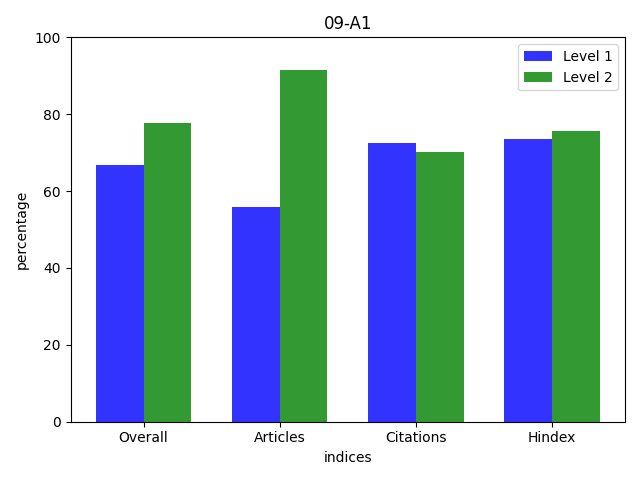 09-A1
Level 1
Level 2
percentage
100
80
60
40
20
0
Overall Articles Citations Hindex
indices